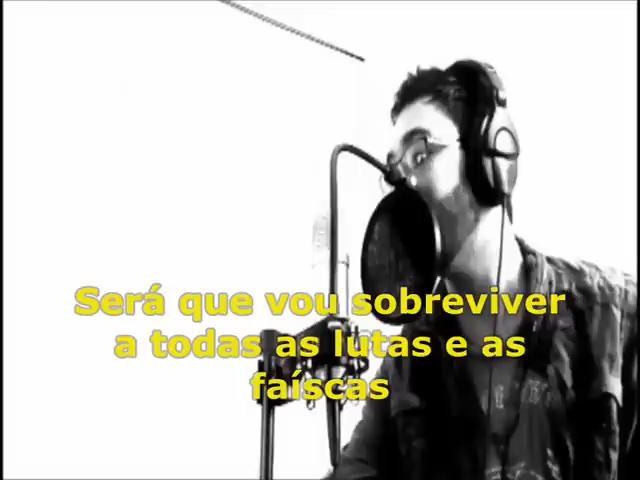 Será que vou sobreviver
a todas as lutas e as
faíscas